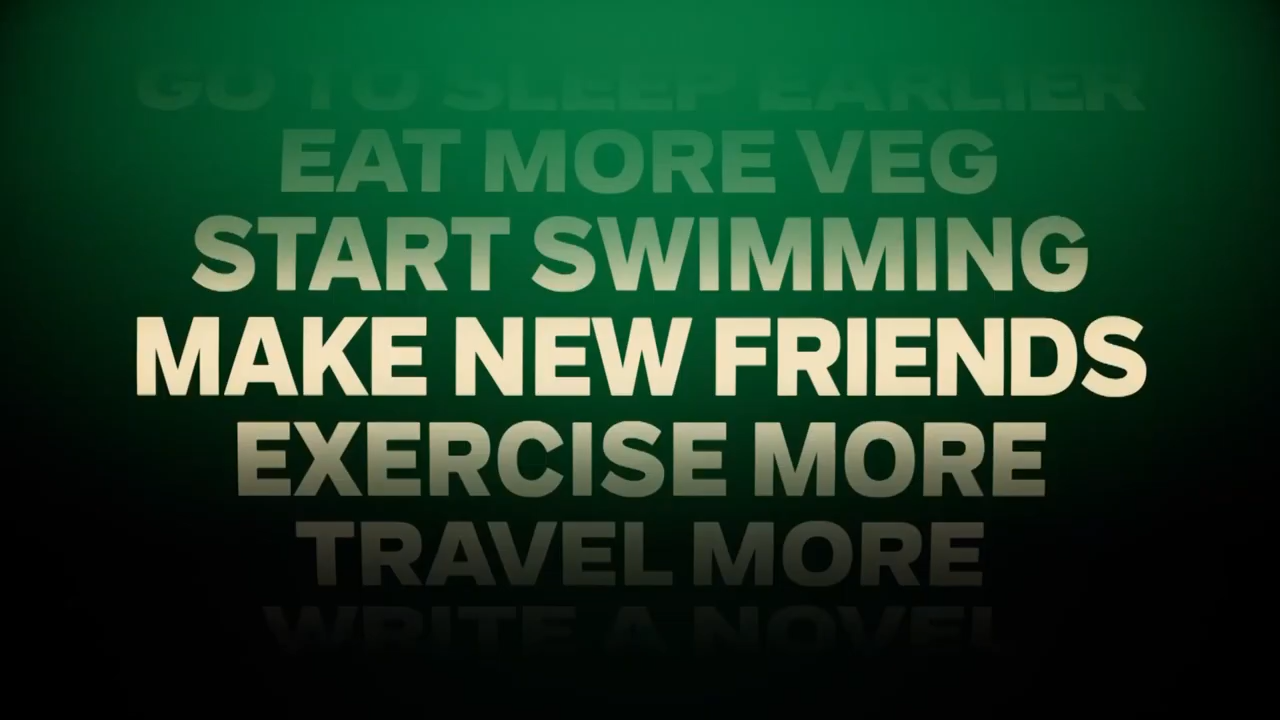 GO TO SLEEP EARLIER
EAT MORE VEG
START SWIMMING
MAKE NEW FRIENDS
EXERCISE MORE
TRAVEL MORE
WRITE A NOVEL